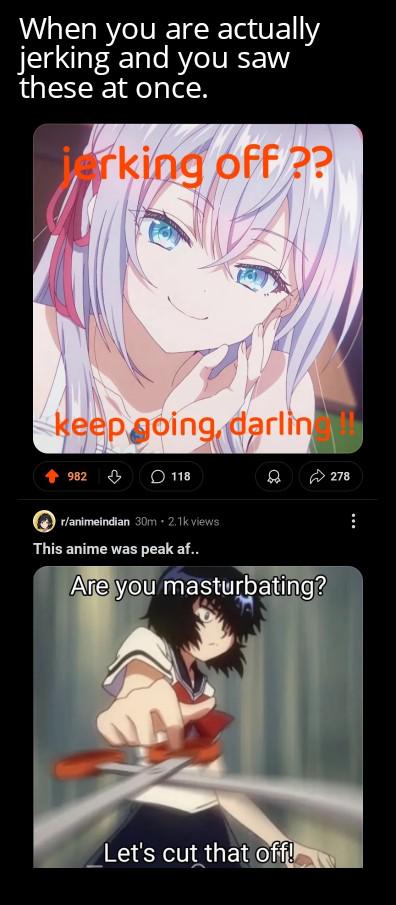 When you are actually
jerking and you saw
these at once.
jerking off ??
keep going, darling !!
982
118
278
r/animeindian 30m • 2.1k views
This anime was peak af..
Are you masturbating?
Let's cut that off!